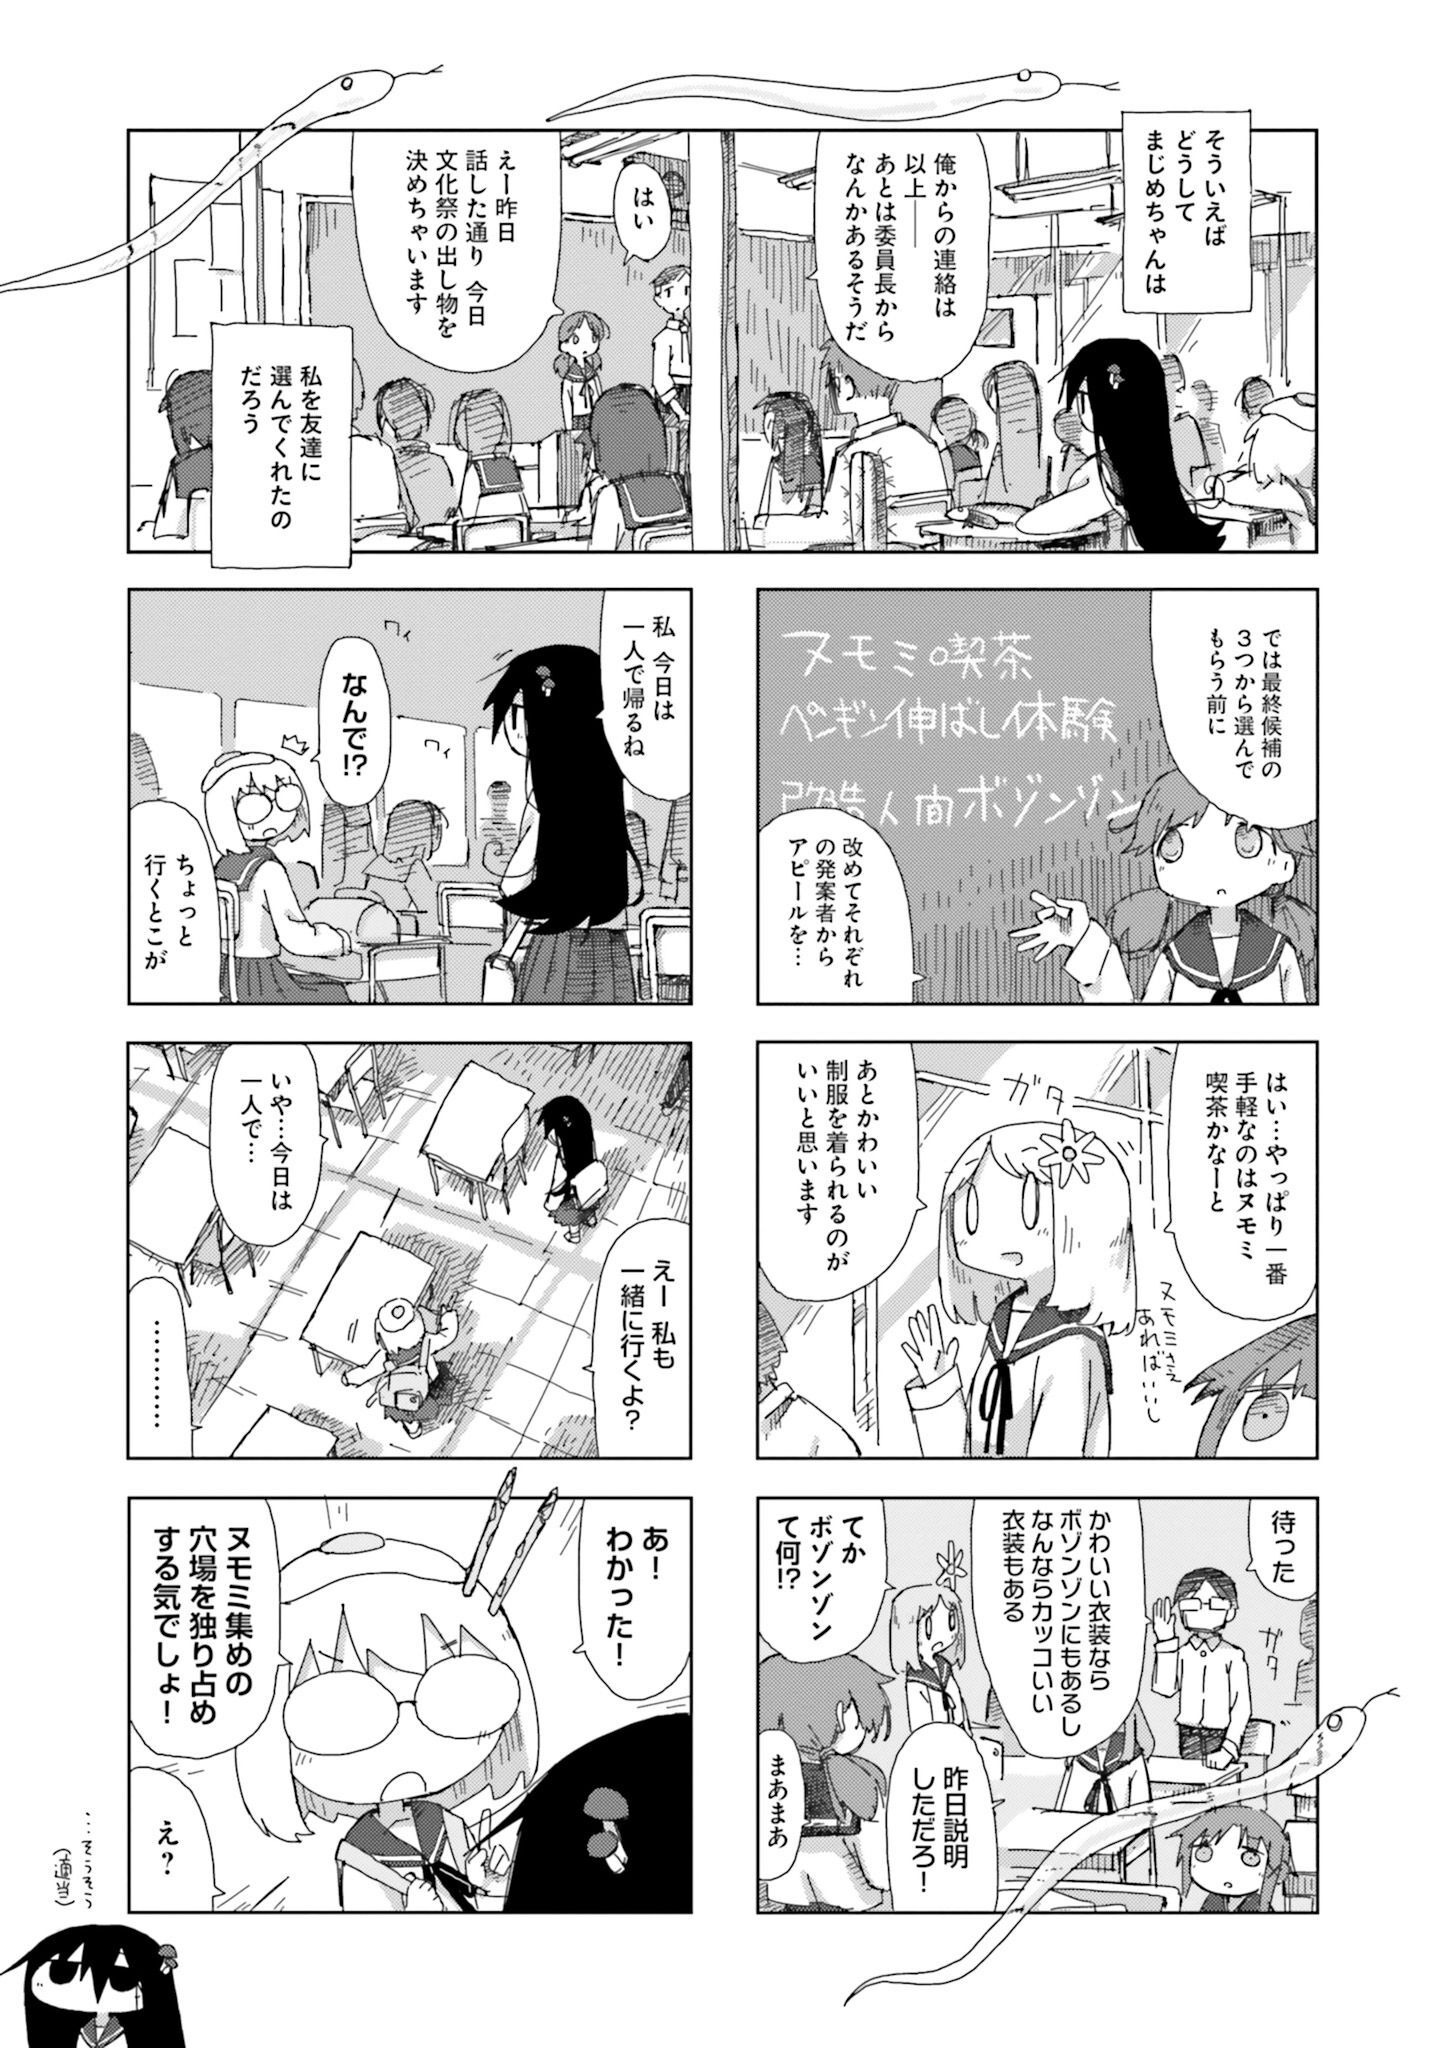 そういえば
どうして
まじめちゃんは
俺からの連絡は
以上――
あとは委員長から
なんかあるそうだ
はい
えー昨日
話した通り 今日
文化祭の出し物を
決めちゃいます
私を友達に
選んでくれたの
だろう
では最終候補の
3つから選んで
もらう前に
ヌモミ喫茶
ペンギン伸ばし体験
改造人間ボゾンゾン
改めてそれぞれ
の発案者から
アピールを…
はい…やっぱり一番
手軽なのはヌモミ
喫茶かなーと
ガタ
あとかわいい
制服を着られるのが
いいと思います
ヌモミさえ
あればいいし
待った
ガタ
かわいい衣装なら
ボゾンゾンにもあるし
なんならカッコいい
衣装もある
てか
ボゾンゾン
て何!?
昨日説明
しただろ!
まあまあ
私 今日は
一人で帰るね
ワイ
ワイ
なんで!?
ちょっと
行くとこが
えー 私も
一緒に行くよ?
いや…今日は
一人で…
…………
あ!
わかった!
ヌモミ集めの
穴場を独り占め
する気でしょ!
え?
…そうそう
(適当)